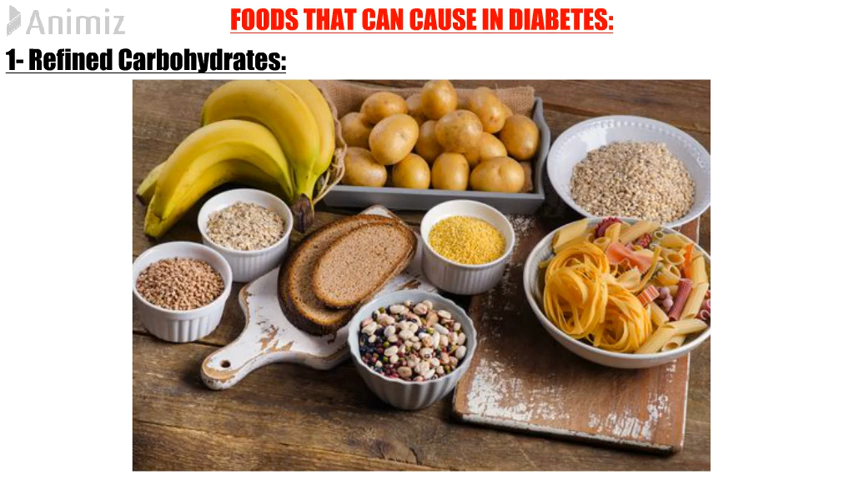 Animiz
FOODS THAT CAN CAUSE IN DIABETES:
1- Refined Carbohydrates: